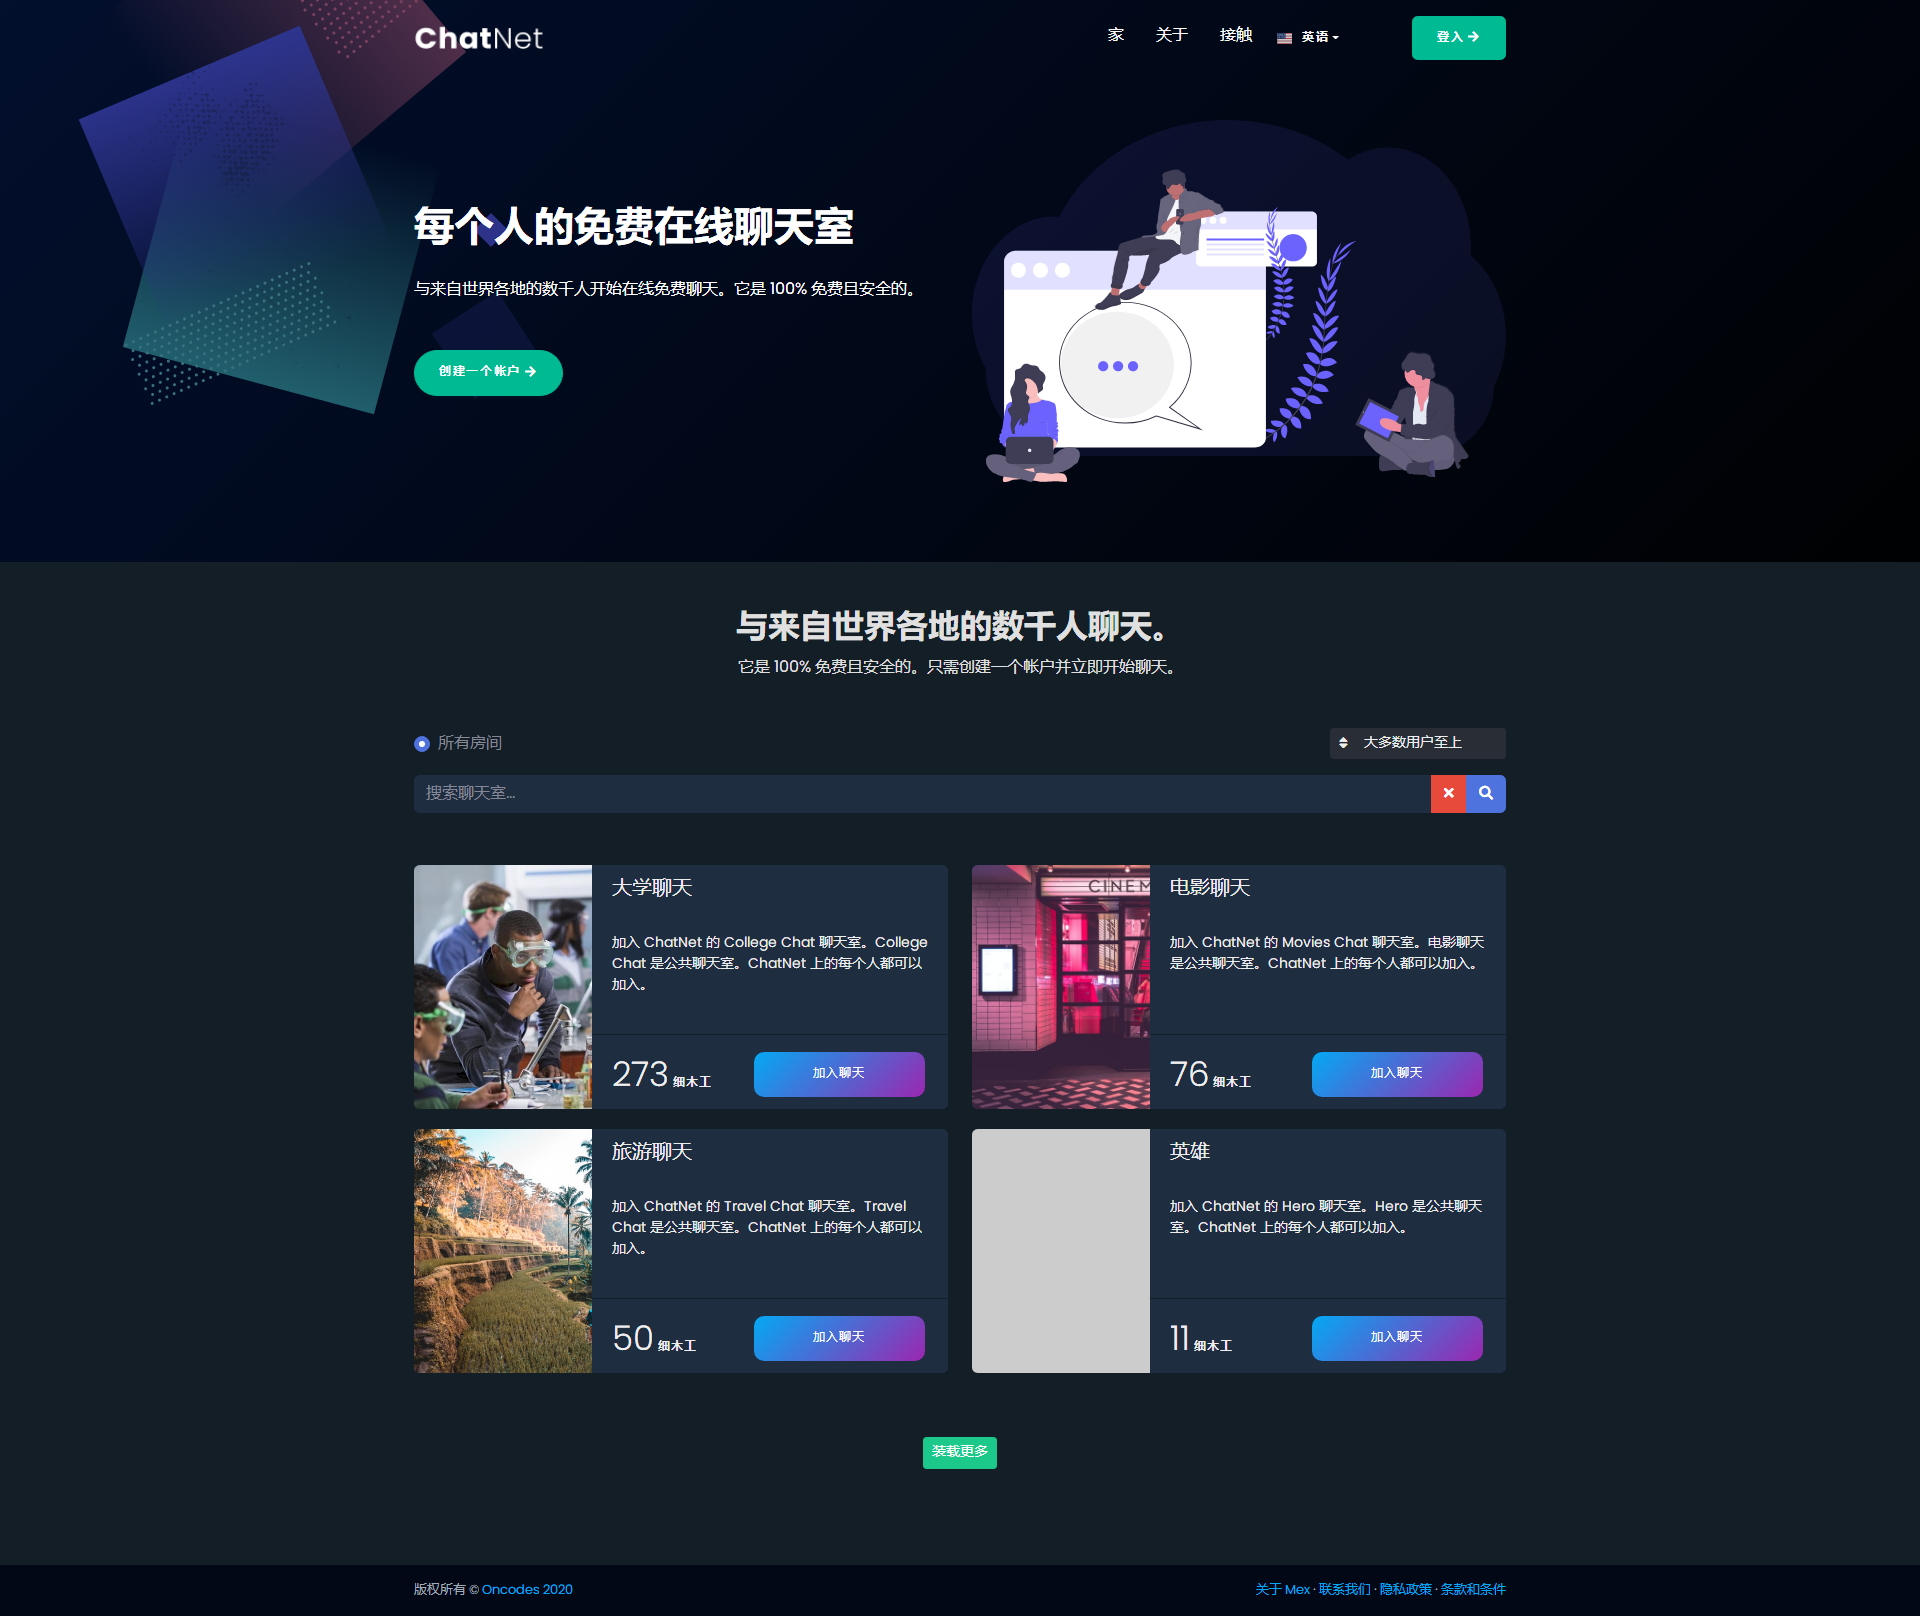 ChatNet
家 关于 接触 英语 登入
每个人的免费在线聊天室
与来自世界各地的数千人开始在线免费聊天。它是 100% 免费且安全的。
创建一个帐户
与来自世界各地的数千人聊天。
它是 100% 免费且安全的。只需创建一个帐户并立即开始聊天。
所有房间
大多数用户至上
搜索聊天室...
大学聊天
加入 ChatNet 的 College Chat 聊天室。College
Chat 是公共聊天室。ChatNet 上的每个人都可以
加入。
273 细木工
加入聊天
CINEM
电影聊天
加入 ChatNet 的 Movies Chat 聊天室。电影聊天
是公共聊天室。ChatNet 上的每个人都可以加入。
76 细木工
加入聊天
旅游聊天
加入 ChatNet 的 Travel Chat 聊天室。Travel
Chat 是公共聊天室。ChatNet 上的每个人都可以
加入。
50 细木工
加入聊天
英雄
加入 ChatNet 的 Hero 聊天室。Hero 是公共聊天
室。ChatNet 上的每个人都可以加入。
11 细木工
加入聊天
装载更多
版权所有 © Oncodes 2020
关于 Mex · 联系我们 · 隐私政策 · 条款和条件